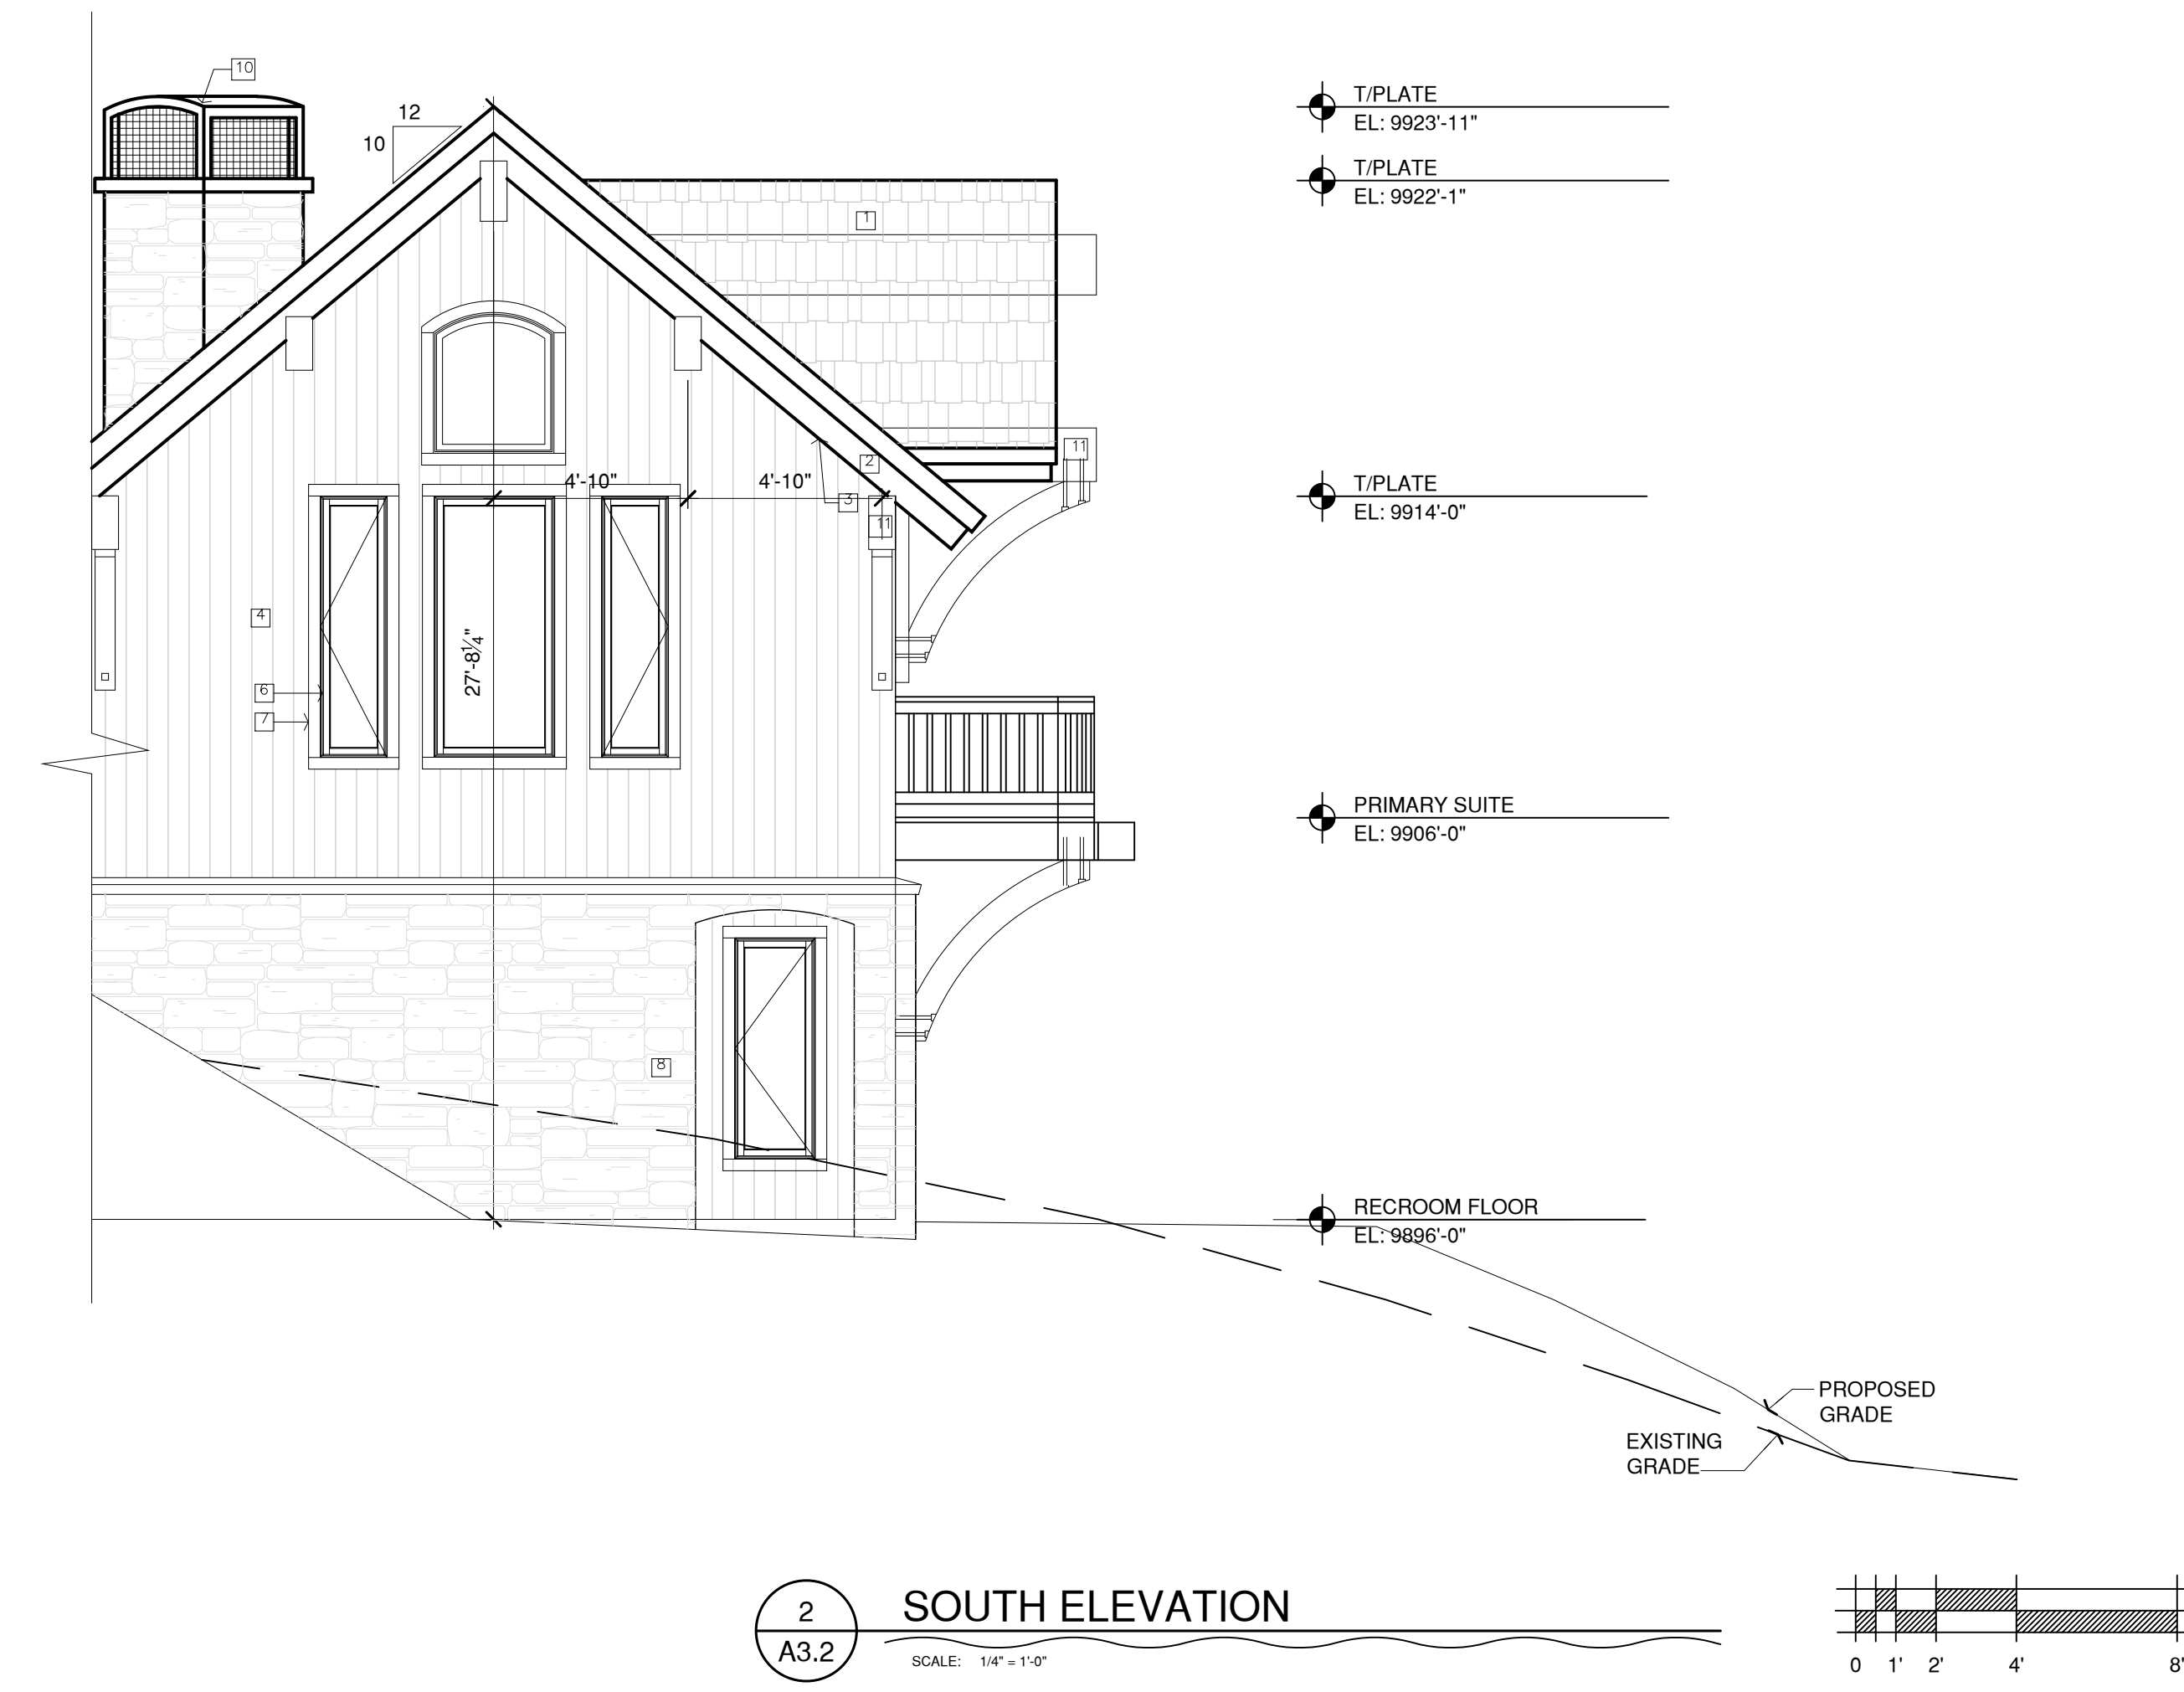 10
12
10
T/PLATE
EL: 9923'-11"
T/PLATE
EL: 9922'-1"
1
11
2
4'-10"
4'-10"
3
T/PLATE
EL: 9914'-0"
11
4
27'-8 1/4"
6
7
PRIMARY SUITE
EL: 9906'-0"
8
RECROOM FLOOR
EL: 9896'-0"
PROPOSED
GRADE
EXISTING
GRADE
2
A3.2
SOUTH ELEVATION
SCALE: 1/4" = 1'-0"
0 1' 2' 4' 8'